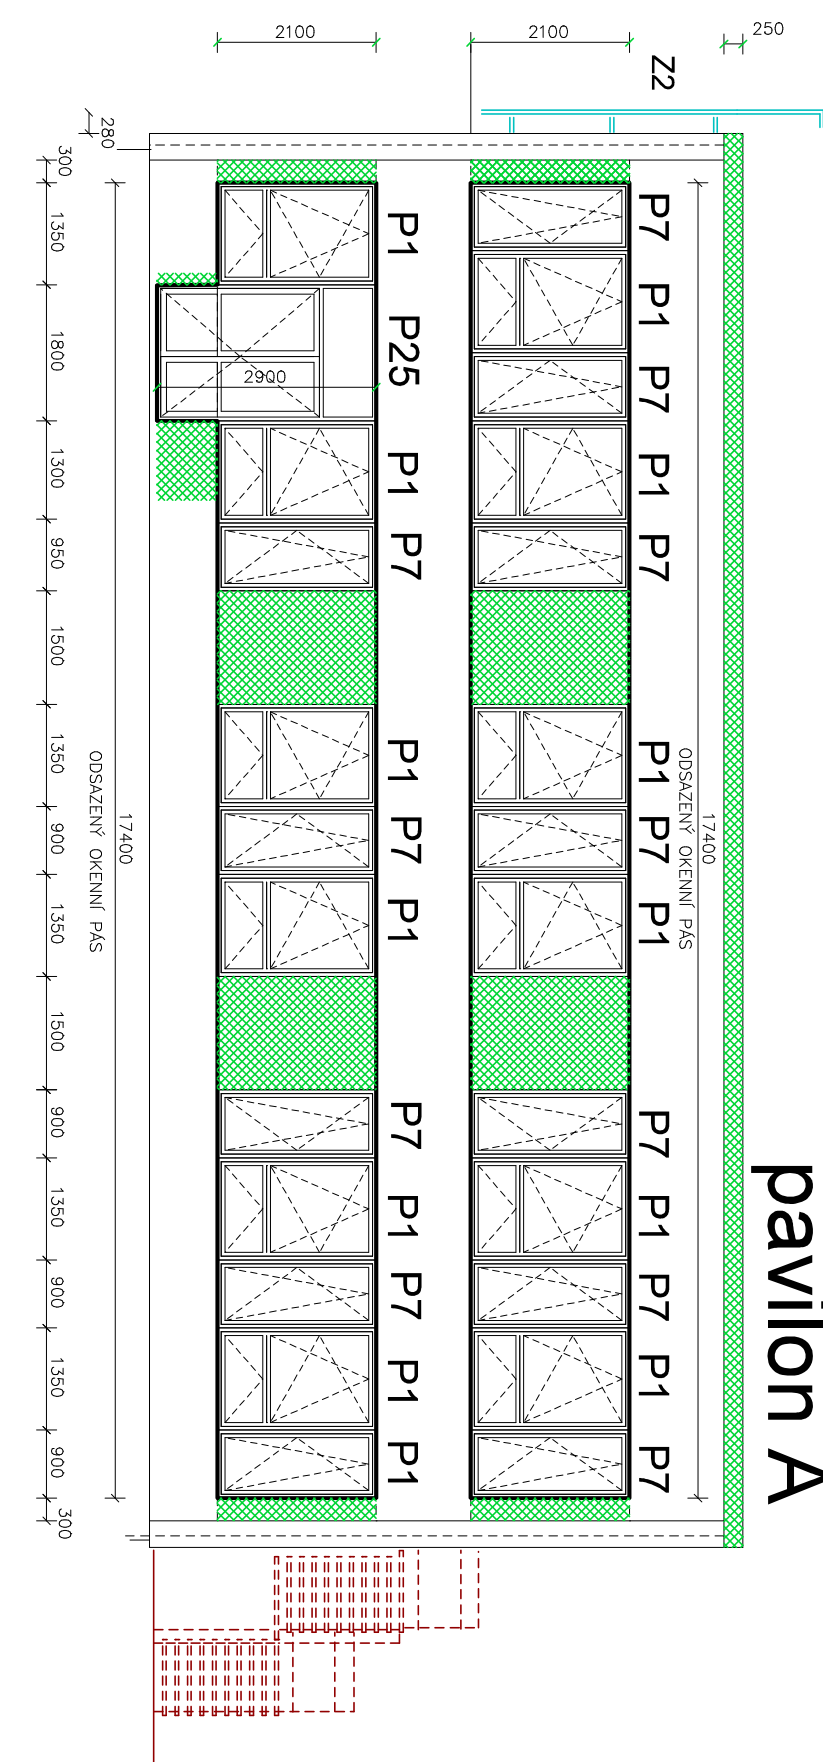 pavilon A
250
17400
ODSAZENÝ OKENNÍ PÁS
Z2
P7 P1 P7 P1 P7 P1 P7 P1 P7 P1 P7 P1 P7
2100
P1 P25 P1 P7 P1 P7 P1 P7 P1 P7 P1 P1
2100
2900
17400
ODSAZENÝ OKENNÍ PÁS
280
300 1350 1800 1300 950 1500 1350 900 1350 1500 900 1350 900 1350 900 300